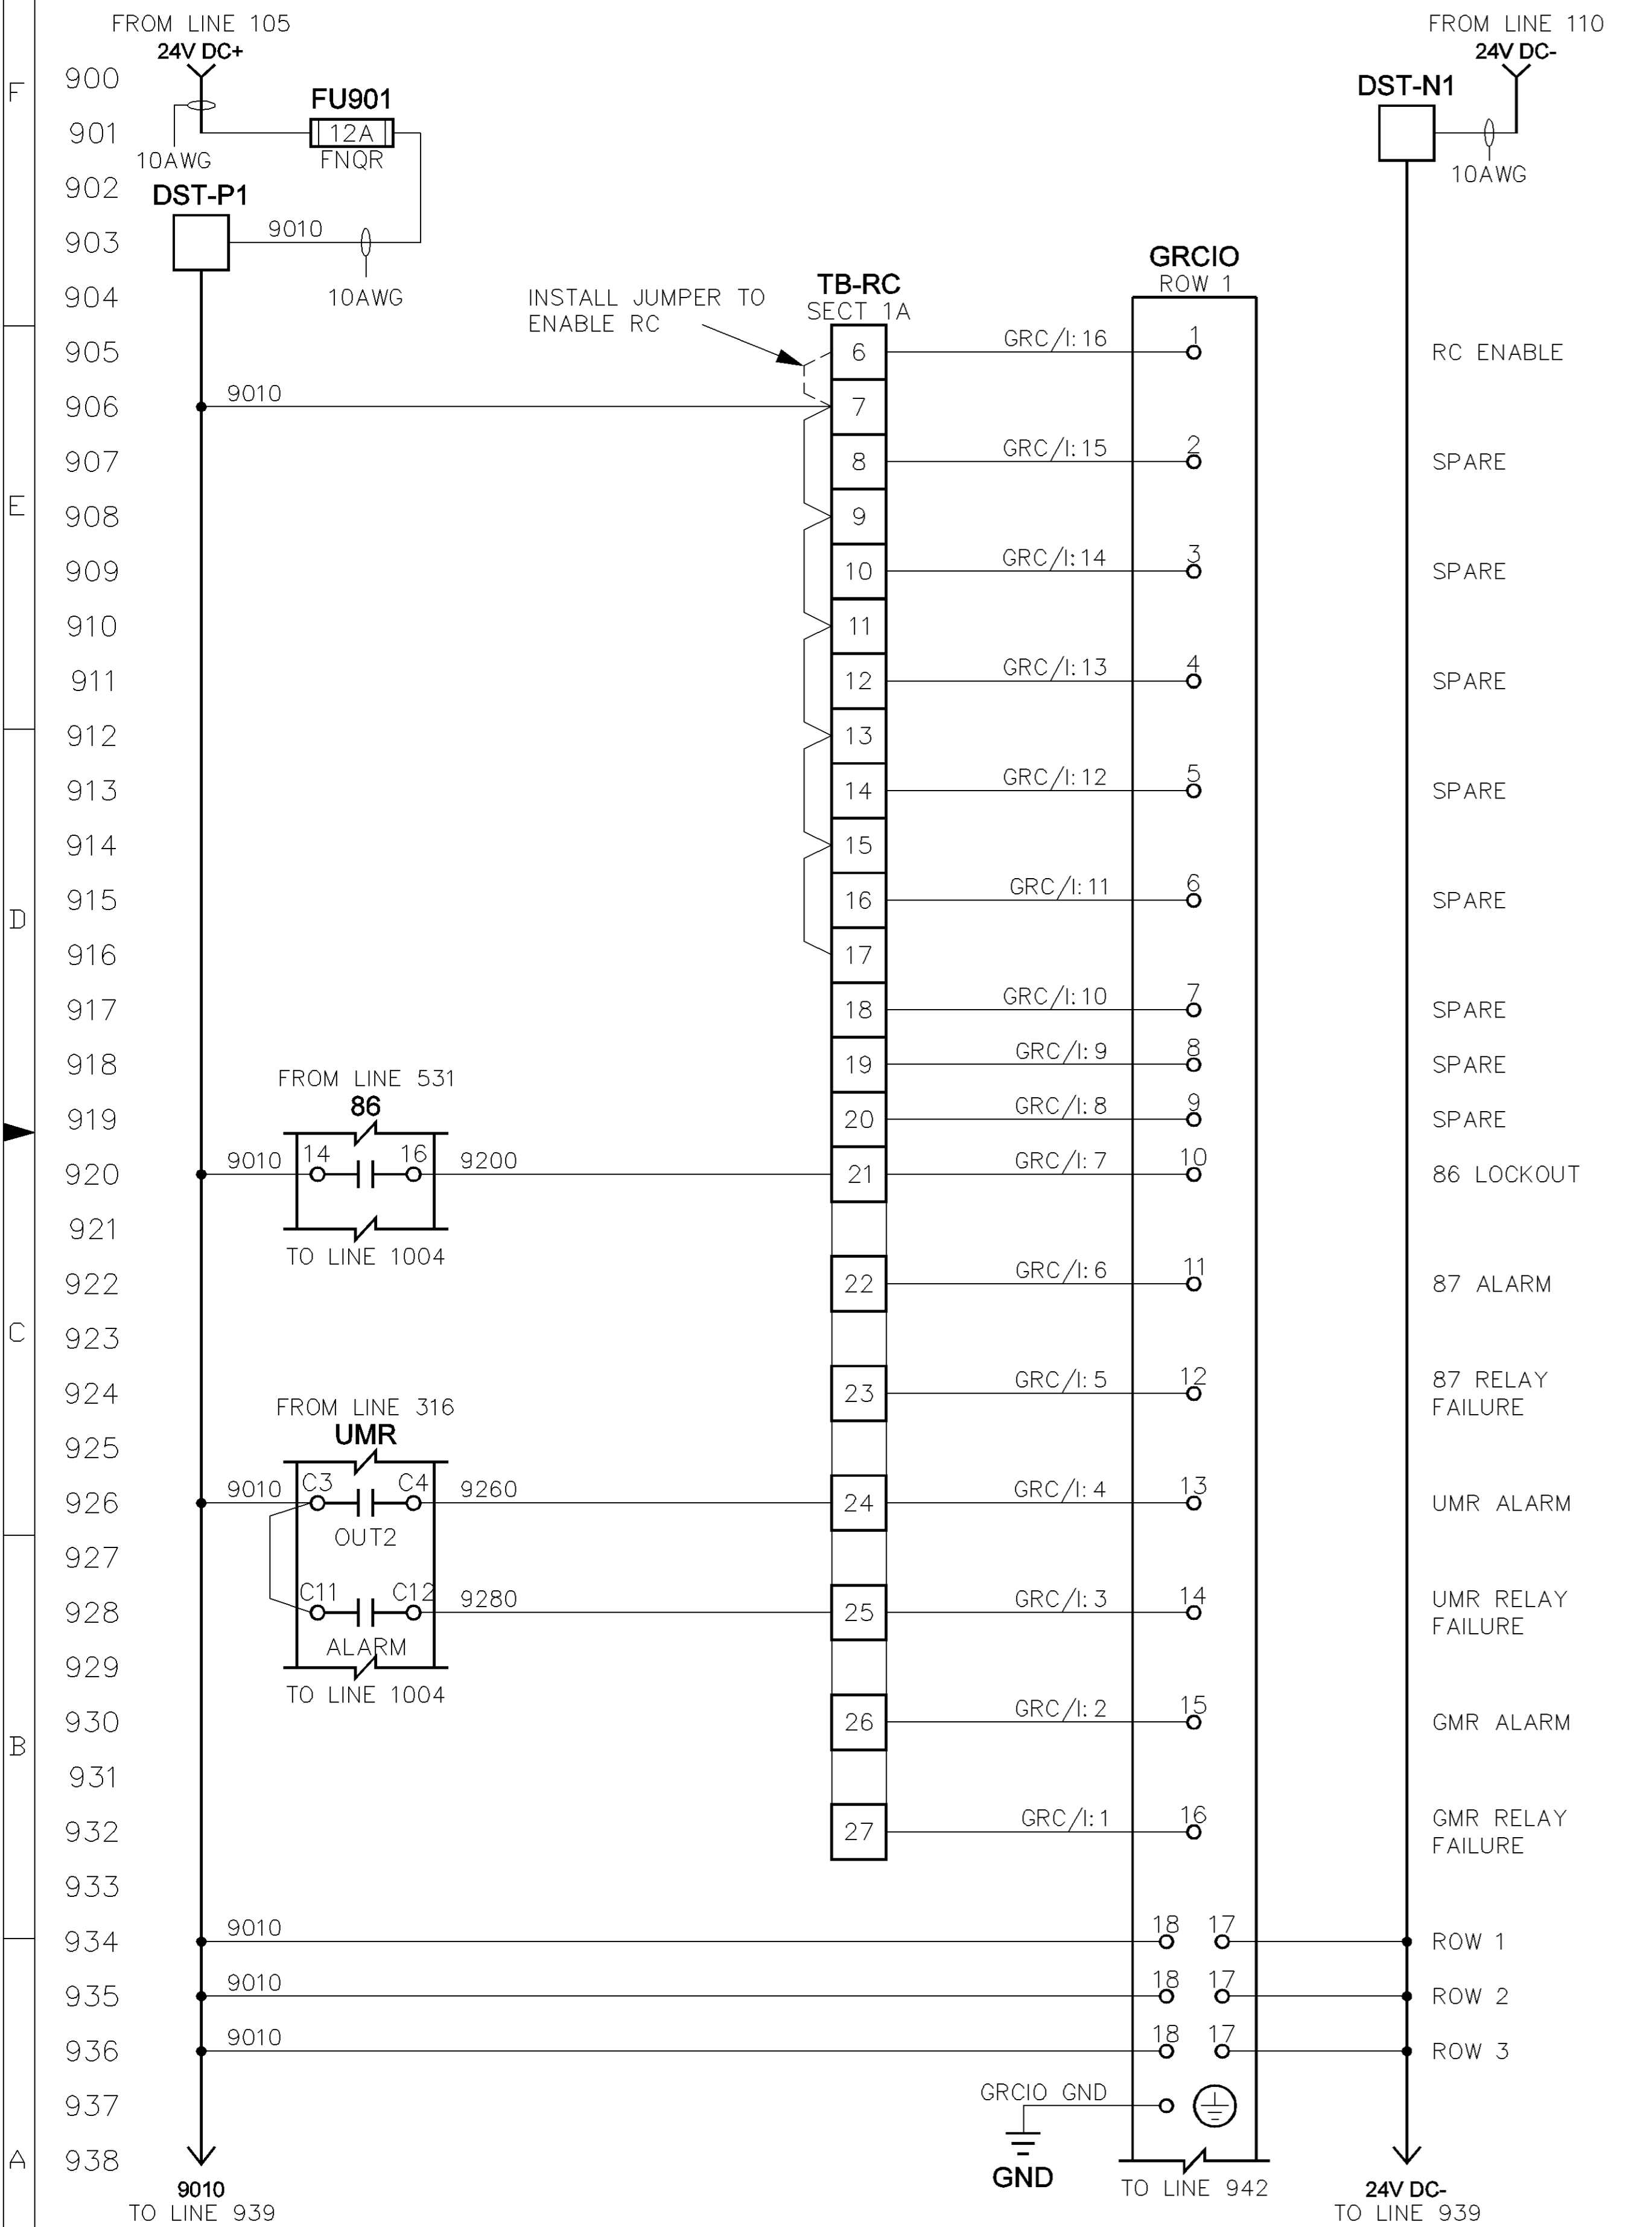 FROM LINE 105
24V DC+
FROM LINE 110
24V DC-
F
900
DST-N1
FU901
901
12A
10AWG
FNQR
10AWG
902
DST-P1
903
9010
GRCIO
904
10AWG
INSTALL JUMPER TO
ENABLE RC
TB-RC
SECT 1A
ROW 1
905
6
GRC/I:16
1
RC ENABLE
906
9010
7
907
8
GRC/I:15
2
SPARE
E
908
9
909
10
GRC/I:14
3
SPARE
910
11
911
12
GRC/I:13
4
SPARE
912
13
913
14
GRC/I:12
5
SPARE
914
15
915
16
GRC/I:11
6
SPARE
D
916
17
917
18
GRC/I:10
7
SPARE
918
19
GRC/I:9
8
SPARE
FROM LINE 531
86
919
20
GRC/I:8
9
SPARE
920
9010
14
16
9200
21
GRC/I:7
10
86 LOCKOUT
921
TO LINE 1004
922
22
GRC/I:6
11
87 ALARM
C
923
924
23
GRC/I:5
12
87 RELAY
FAILURE
FROM LINE 316
UMR
925
926
9010
C3
C4
9260
24
GRC/I:4
13
UMR ALARM
OUT2
927
928
C11
C12
9280
25
GRC/I:3
14
UMR RELAY
FAILURE
ALARM
929
TO LINE 1004
930
26
GRC/I:2
15
GMR ALARM
B
931
932
27
GRC/I:1
16
GMR RELAY
FAILURE
933
934
9010
18
17
ROW 1
935
9010
18
17
ROW 2
936
9010
18
17
ROW 3
937
GRCIO GND
A
938
GND
TO LINE 942
9010
TO LINE 939
24V DC-
TO LINE 939